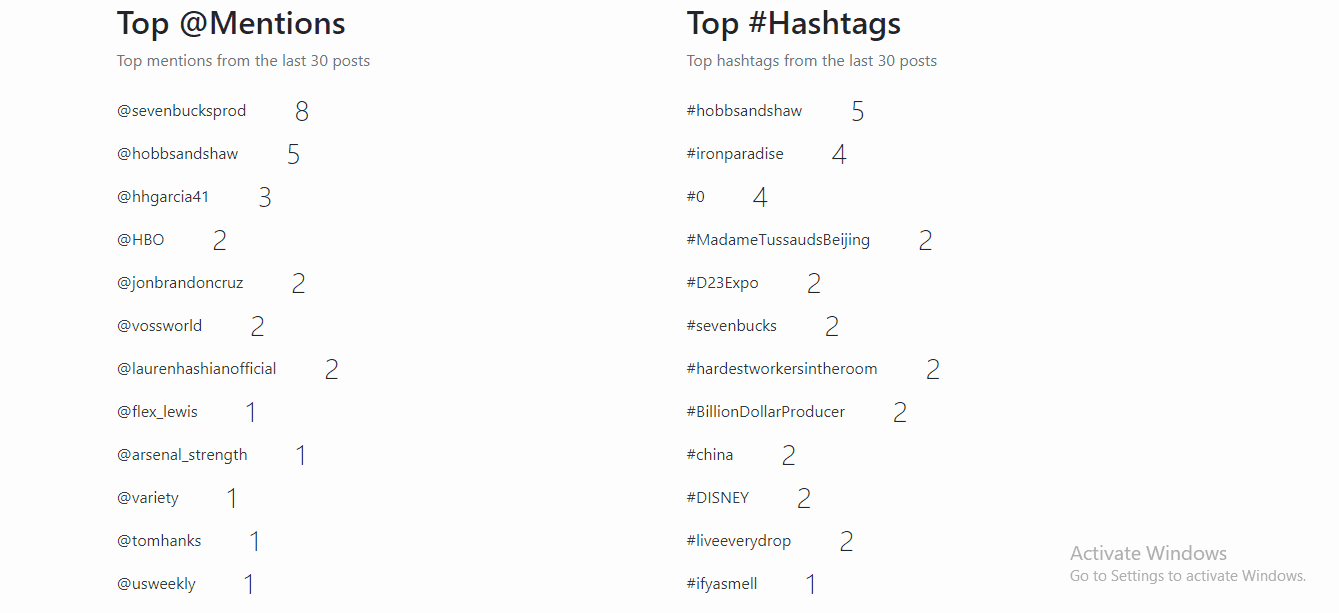 Top @Mentions
Top mentions from the last 30 posts
@sevenbucksprod 8
@hobbsandshaw 5
@hhgarcia41 3
@HBO 2
@jonbrandoncruz 2
@vossworld 2
@laurenhashianofficial 2
@flex_lewis 1
@arsenal_strength 1
@variety 1
@tomhanks 1
@usweekly 1
Top #Hashtags
Top hashtags from the last 30 posts
#hobbsandshaw 5
#ironparadise 4
#0 4
#MadameTussaudsBeijing 2
#D23Expo 2
#sevenbucks 2
#hardestworkersintheroom 2
#BillionDollarProducer 2
#china 2
#DISNEY 2
#liveeverydrop 2
#ifyasmell 1
Activate Windows
Go to Settings to activate Windows.